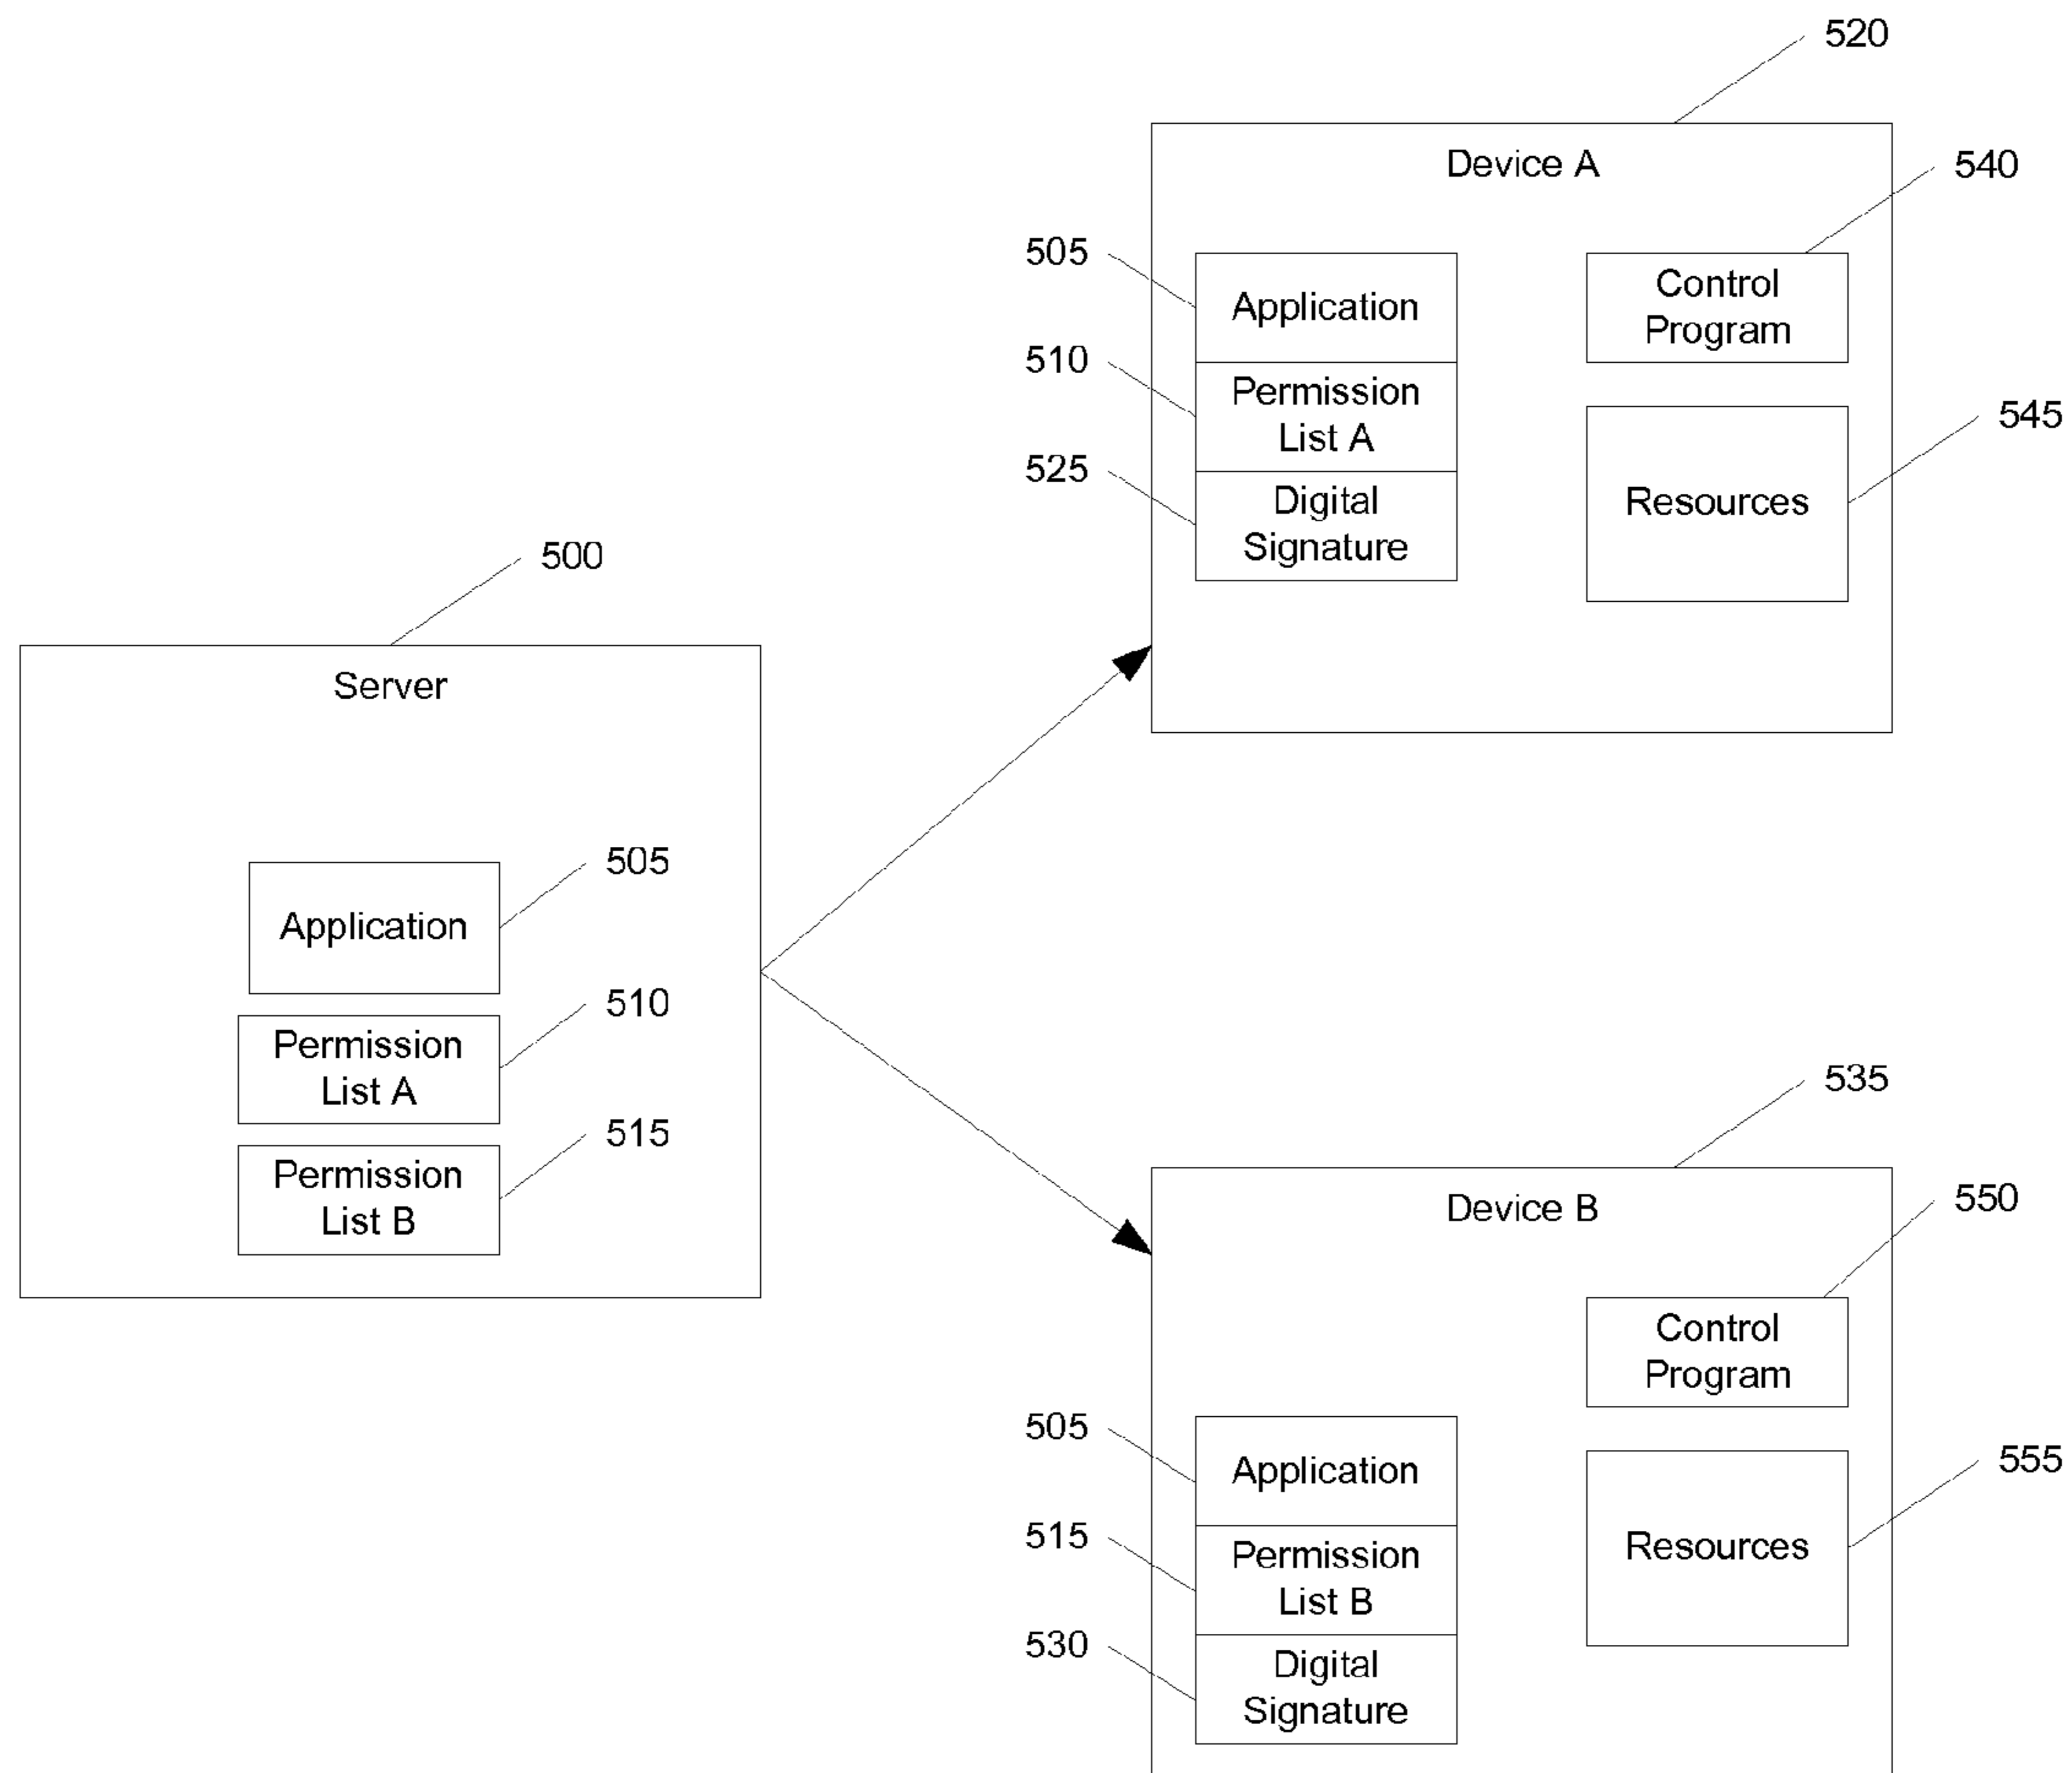 520
Device A
540
505
Application
Control
Program
510
Permission
List A
545
525
Digital
Signature
Resources
500
Server
505
Application
510
Permission
List A
515
Permission
List B
535
Device B
550
Control
Program
505
Application
555
515
Permission
List B
Resources
530
Digital
Signature